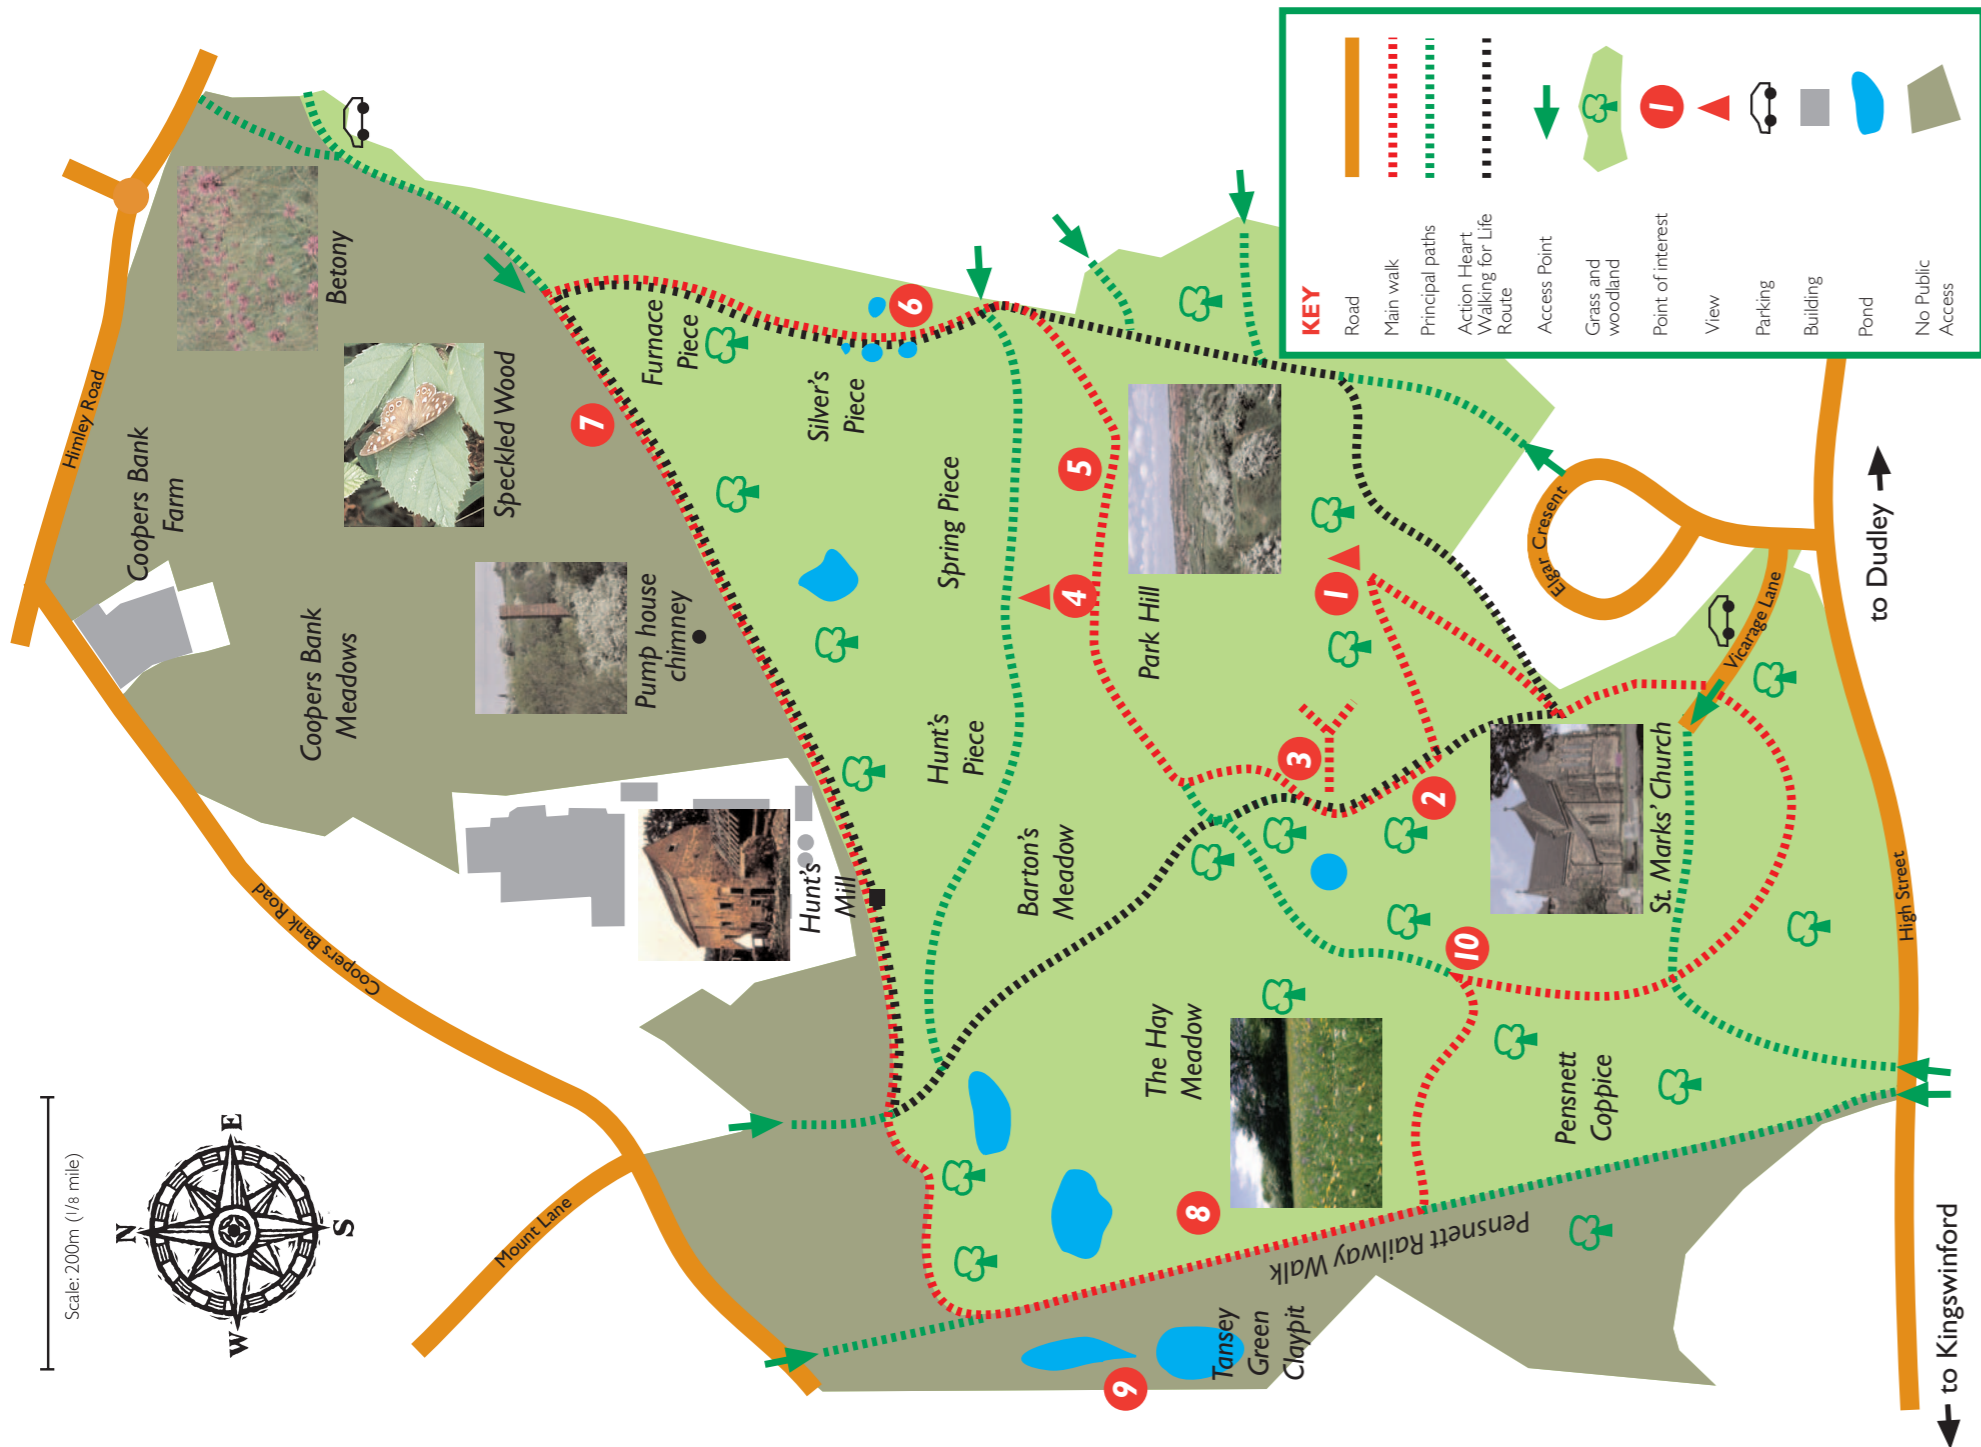 Scale: 200m (1/8 mile)
N
E
S
W
Himley Road
Coopers Bank
Farm
Betony
Speckled Wood
Coopers Bank
Meadows
Pump house
chimney
Coopers Bank Road
Mount Lane
Hunt's
Mill
7
Furnace
Piece
Silver's
Piece
6
Spring Piece
Hunt's
Piece
Barton's
Meadow
5
4
Park Hill
1
3
2
10
The Hay
Meadow
8
9
Tansey
Green
Claypit
Pensnett Railway Walk
Pensnett
Coppice
St. Marks' Church
Elgar Cresent
Vicarage Lane
High Street
to Dudley
to Kingswinford
KEY
Road
Main walk
Principal paths
Action Heart
Walking for Life
Route
Access Point
Grass and
woodland
1
Point of interest
View
Parking
Building
Pond
No Public
Access